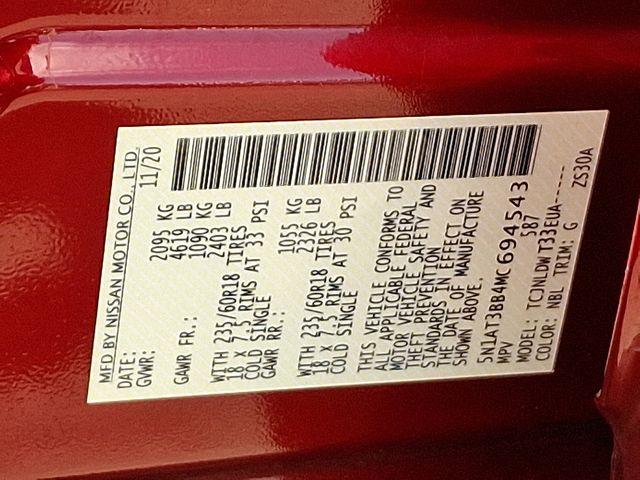 MFD BY NISSAN MOTOR CO., LTD.
DATE: 11/20
GVWR: 2095 KG
4619 LB
GAWR FR.: 1090 KG
2403 LB
WITH 235/60R18 TIRES
18 X 7.5 RIMS AT 33 PSI
COLD SINGLE
GAWR RR.: 1055 KG
2326 LB
WITH 235/60R18 TIRES
18 X 7.5 RIMS AT 30 PSI
COLD SINGLE
THIS VEHICLE CONFORMS TO
ALL APPLICABLE FEDERAL
MOTOR VEHICLE SAFETY AND
THEFT PREVENTION
STANDARDS IN EFFECT ON
THE DATE OF MANUFACTURE
SHOWN ABOVE.
5N1AT3BB4MC694543
MPV 587
MODEL: TCJNLDW T33EUA------
COLOR: NBL TRIM: G ZS30A